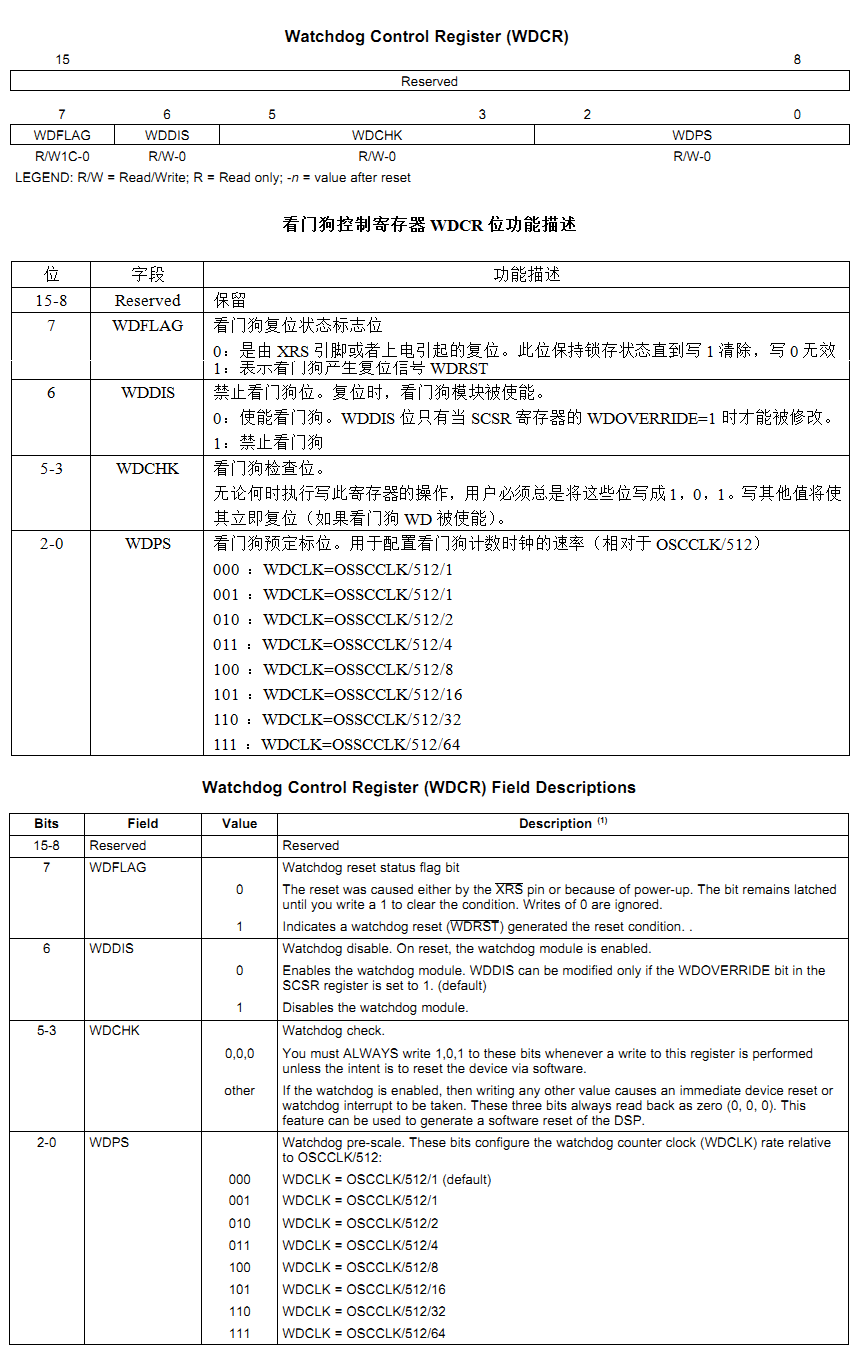 Watchdog Control Register (WDCR)
15 8
Reserved
7 6 5 3 2 0
WDFLAG WDDIS WDCHK WDPS
R/W1C-0 R/W-0 R/W-0 R/W-0
LEGEND: R/W = Read/Write; R = Read only; -n = value after reset
看门狗控制寄存器 WDCR 位功能描述
位 字段 功能描述
15-8 Reserved 保留
7 WDFLAG 看门狗复位状态标志位
0：是由 XRS 引脚或者上电引起的复位。此位保持锁存状态直到写 1 清除，写 0 无效
1：表示看门狗产生复位信号 WDRST
6 WDDIS 禁止看门狗位。复位时，看门狗模块被使能。
0：使能看门狗。WDDIS 位只有当 SCSR 寄存器的 WDOVERRIDE=1 时才能被修改。
1：禁止看门狗
5-3 WDCHK 看门狗检查位。
无论何时执行写此寄存器的操作，用户必须总是将这些位写成 1，0，1。写其他值将使
其立即复位（如果看门狗 WD 被使能）。
2-0 WDPS 看门狗预定标位。用于配置看门狗计数时钟的速率（相对于 OSCCLK/512）
000 ：WDCLK=OSSCCLK/512/1
001 ：WDCLK=OSSCCLK/512/1
010 ：WDCLK=OSSCCLK/512/2
011 ：WDCLK=OSSCCLK/512/4
100 ：WDCLK=OSSCCLK/512/8
101 ：WDCLK=OSSCCLK/512/16
110 ：WDCLK=OSSCCLK/512/32
111 ：WDCLK=OSSCCLK/512/64
Watchdog Control Register (WDCR) Field Descriptions
Bits Field Value Description (1)
15-8 Reserved Reserved
7 WDFLAG Watchdog reset status flag bit
0 The reset was caused either by the XRS pin or because of power-up. The bit remains latched
until you write a 1 to clear the condition. Writes of 0 are ignored.
1 Indicates a watchdog reset (WDRST) generated the reset condition. .
6 WDDIS Watchdog disable. On reset, the watchdog module is enabled.
0 Enables the watchdog module. WDDIS can be modified only if the WDOVERRIDE bit in the
SCSR register is set to 1. (default)
1 Disables the watchdog module.
5-3 WDCHK Watchdog check.
0,0,0 You must ALWAYS write 1,0,1 to these bits whenever a write to this register is performed
unless the intent is to reset the device via software.
other If the watchdog is enabled, then writing any other value causes an immediate device reset or
watchdog interrupt to be taken. These three bits always read back as zero (0, 0, 0). This
feature can be used to generate a software reset of the DSP.
2-0 WDPS Watchdog pre-scale. These bits configure the watchdog counter clock (WDCLK) rate relative
to OSCCLK/512:
000 WDCLK = OSCCLK/512/1 (default)
001 WDCLK = OSCCLK/512/1
010 WDCLK = OSCCLK/512/2
011 WDCLK = OSCCLK/512/4
100 WDCLK = OSCCLK/512/8
101 WDCLK = OSCCLK/512/16
110 WDCLK = OSCCLK/512/32
111 WDCLK = OSCCLK/512/64